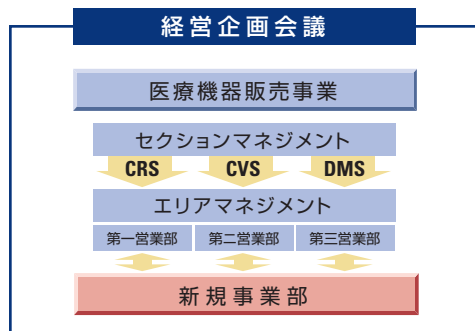 経営企画会議
医療機器販売事業
セクションマネジメント
CRS CVS DMS
エリアマネジメント
第一営業部 第二営業部 第三営業部
新規事業部